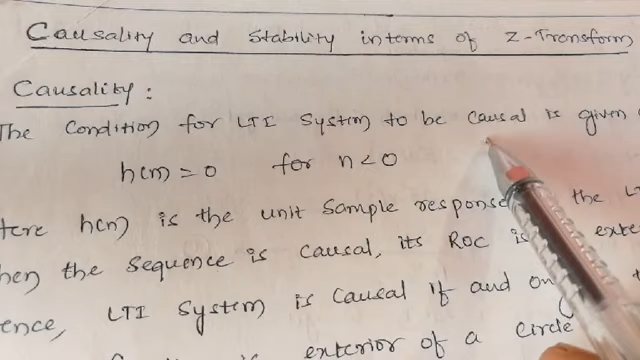 Causality and Stability interms of Z-Transform
Causality :
The Condition for LTI System to be causal is given
h(n) = 0 for n < 0
h(n) is the unit sample response the
the sequence is causal, its ROC is
LTI System is causal if and
exterior of a circle